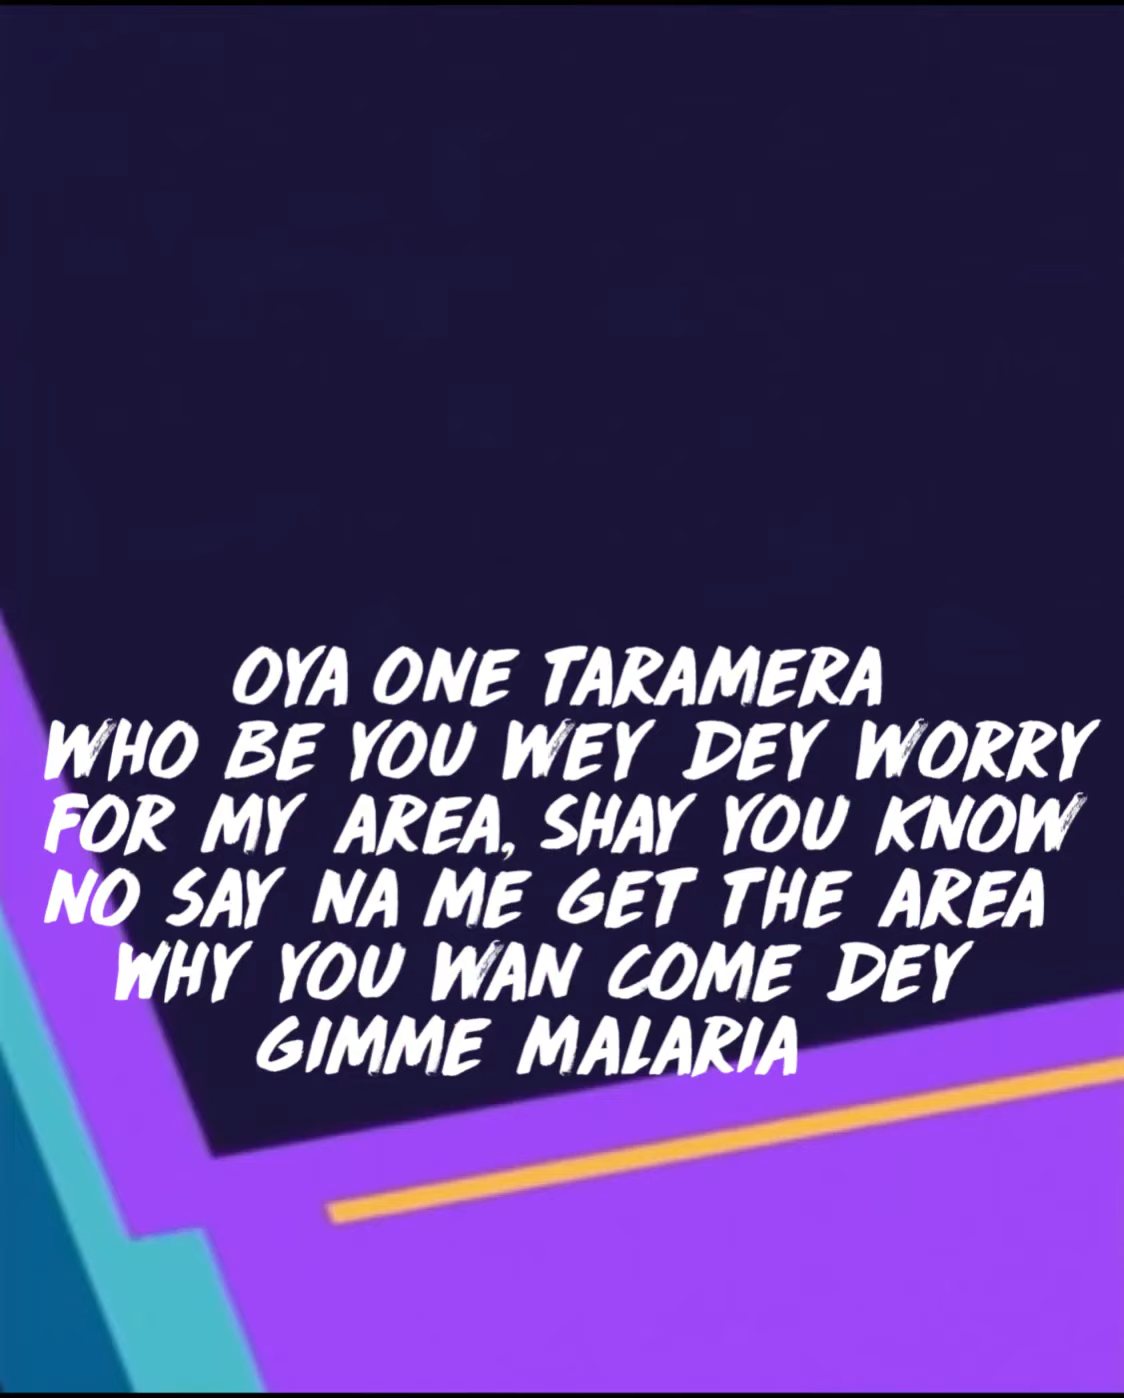 OYA ONE TARAMERA
WHO BE YOU WEY DEY WORRY
FOR MY AREA, SHAY YOU KNOW
NO SAY NA ME GET THE AREA
WHY YOU WAN COME DEY
GIMME MALARIA